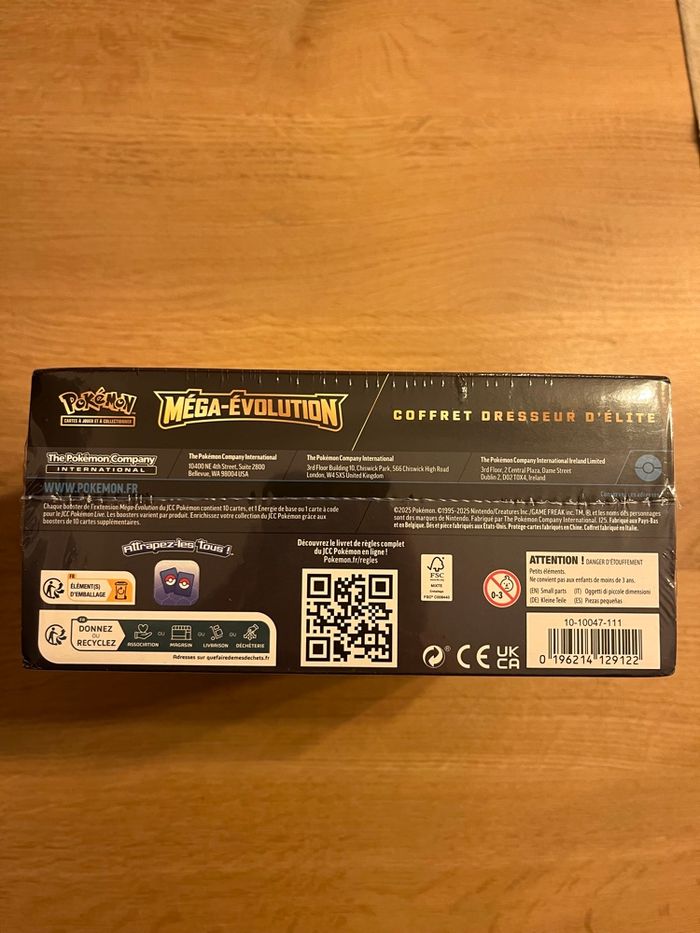 POKÉMON
CARTES À JOUER ET À COLLECTIONNER
MÉGA-ÉVOLUTION
COFFRET DRESSEUR D'ÉLITE
The Pokémon Company
INTERNATIONAL
The Pokémon Company International
10400 NE 4th Street, Suite 2800
Bellevue, WA 98004 USA
The Pokémon Company International
3rd Floor Building 10, Chiswick Park, 566 Chiswick High Road
London, W4 5XS United Kingdom
The Pokémon Company International Ireland Limited
3rd Floor, 2 Central Plaza, Dame Street
Dublin 2, D02 T0X4, Ireland
WWW.POKEMON.FR
Conservez les adresses
Chaque booster de l'extension Méga-Évolution du JCC Pokémon contient 10 cartes, et 1 Énergie de base ou 1 carte à code
pour le JCC Pokémon Live. Les boosters varient par produit. Enrichissez votre collection du JCC Pokémon grâce aux
boosters de 10 cartes supplémentaires.
©2025 Pokémon. ©1995-2025 Nintendo/Creatures Inc./GAME FREAK inc. TM, ®, et les noms des personnages
sont des marques de Nintendo. Fabriqué par The Pokémon Company International, 125. Fabriqué aux Pays-Bas
et en Belgique. Dés et pièce fabriqués aux États-Unis. Protège-cartes fabriqués en Chine. Coffret fabriqué en Italie.
Attrapez-les Tous !
Découvrez le livret de règles complet
du JCC Pokémon en ligne !
Pokemon.fr/regles
FR
ÉLÉMENT(S)
D'EMBALLAGE
FR
DONNEZ
OU
RECYCLEZ
ASSOCIATION
OU
MAGASIN
OU
LIVRAISON
OU
DÉCHÈTERIE
Adresses sur quefairedemesdechets.fr
FSC
MIXTE
Emballage
FSC® C008440
0-3
ATTENTION ! DANGER D'ÉTOUFFEMENT
Petits éléments.
Ne convient pas aux enfants de moins de 3 ans.
(EN) Small parts (IT) Oggetti di piccole dimensioni
(DE) Kleine Teile (ES) Piezas pequeñas
CE
UK
CA
10-10047-111
0 196214 129122